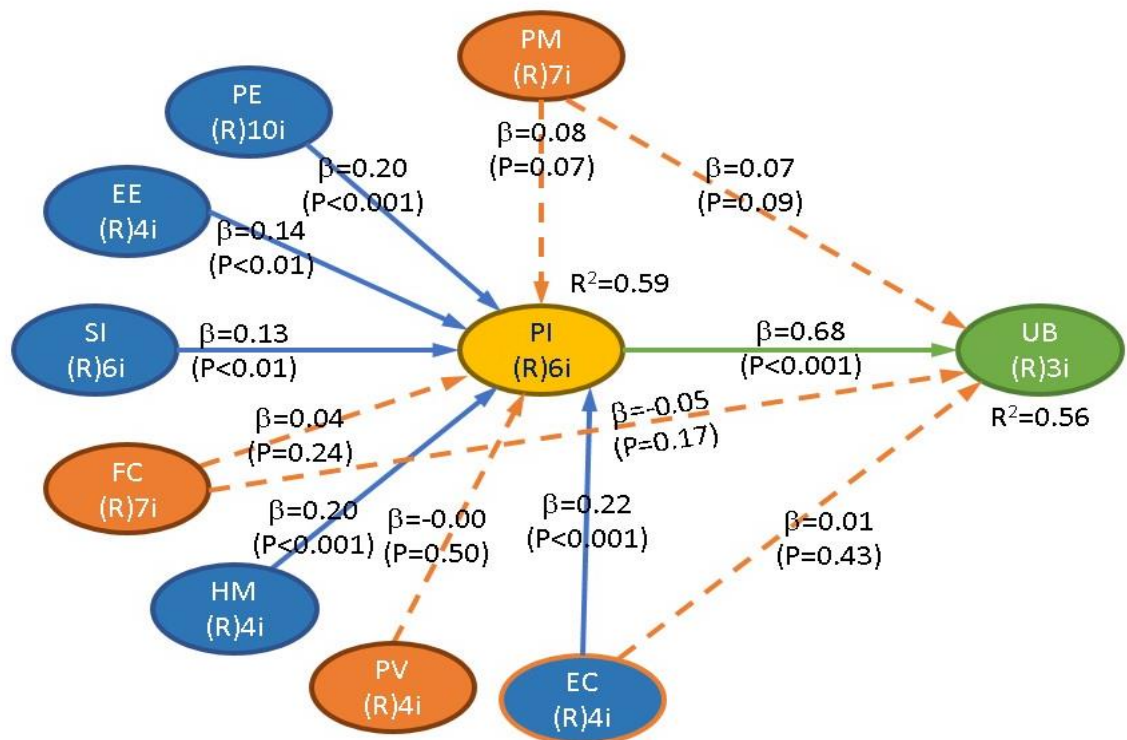 PM
(R)7i
PE
(R)10i
β=0.08
(P=0.07)
β=0.20
(P<0.001)
β=0.07
(P=0.09)
EE
(R)4i
β=0.14
(P<0.01)
R²=0.59
SI
(R)6i
β=0.13
(P<0.01)
PI
(R)6i
β=0.68
(P<0.001)
UB
(R)3i
R²=0.56
β=0.04
(P=0.24)
β=-0.05
(P=0.17)
FC
(R)7i
β=0.20
(P<0.001)
β=-0.00
(P=0.50)
β=0.22
(P<0.001)
β=0.01
(P=0.43)
HM
(R)4i
PV
(R)4i
EC
(R)4i